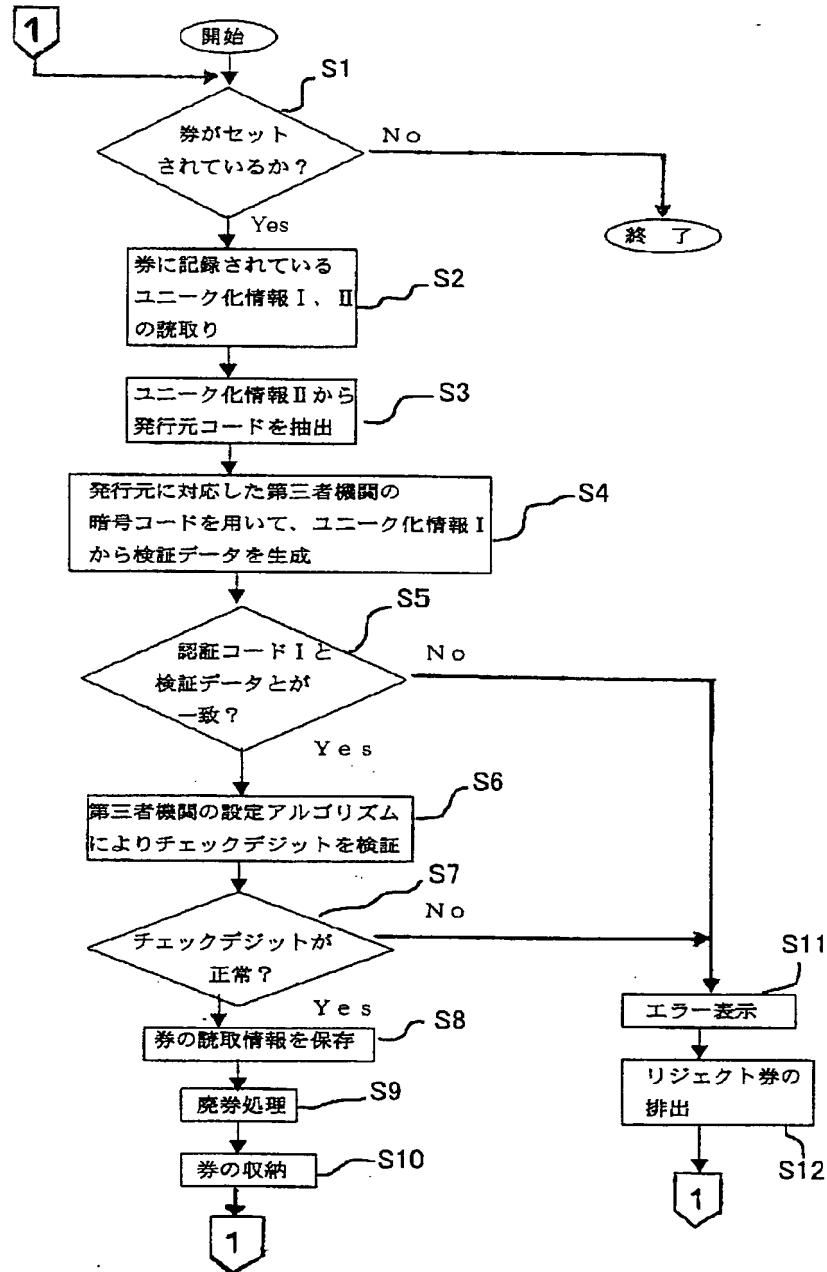 1
開始
S1
券がセット
されているか？
No
Yes
終 了
券に記録されている
ユニーク化情報Ⅰ、Ⅱ
の読取り
S2
ユニーク化情報Ⅱから
発行元コードを抽出
S3
発行元に対応した第三者機関の
暗号コードを用いて、ユニーク化情報Ⅰ
から検証データを生成
S4
S5
認証コードⅠと
検証データとが
一致？
No
Yes
第三者機関の設定アルゴリズム
によりチェックデジットを検証
S6
S7
チェックデジットが
正常？
No
Yes
券の読取情報を保存
S8
廃券処理
S9
券の収納
S10
1
S11
エラー表示
リジェクト券の
排出
S12
1